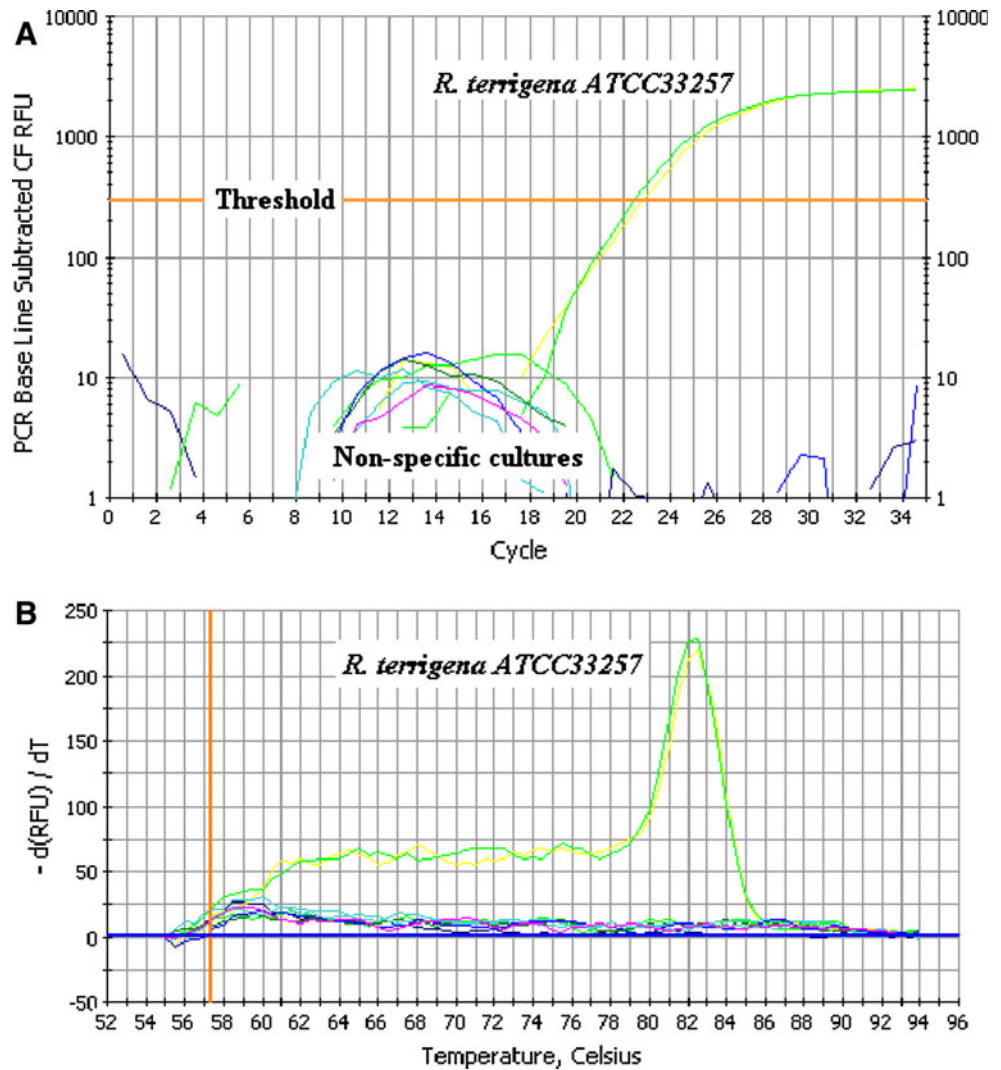 A
10000
1000
100
10
1
PCR Base Line Subtracted CF RFU
R. terrigena ATCC33257
Threshold
Non-specific cultures
10000
1000
100
10
1
0 2 4 6 8 10 12 14 16 18 20 22 24 26 28 30 32 34
Cycle
B
250
200
150
100
50
0
-50
- d(RFU) / dT
R. terrigena ATCC33257
52 54 56 58 60 62 64 66 68 70 72 74 76 78 80 82 84 86 88 90 92 94 96
Temperature, Celsius